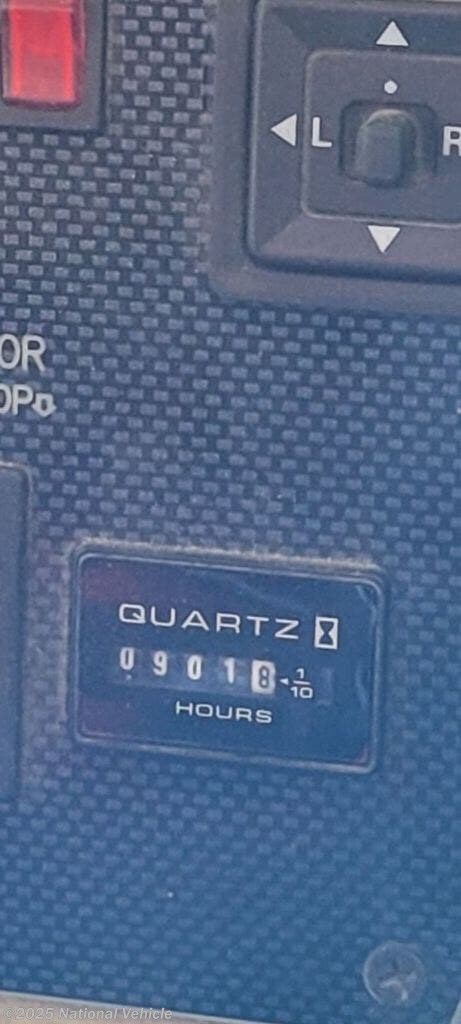 L R
OR
OP
QUARTZ
09018 1/10
HOURS
©2025 National Vehicle